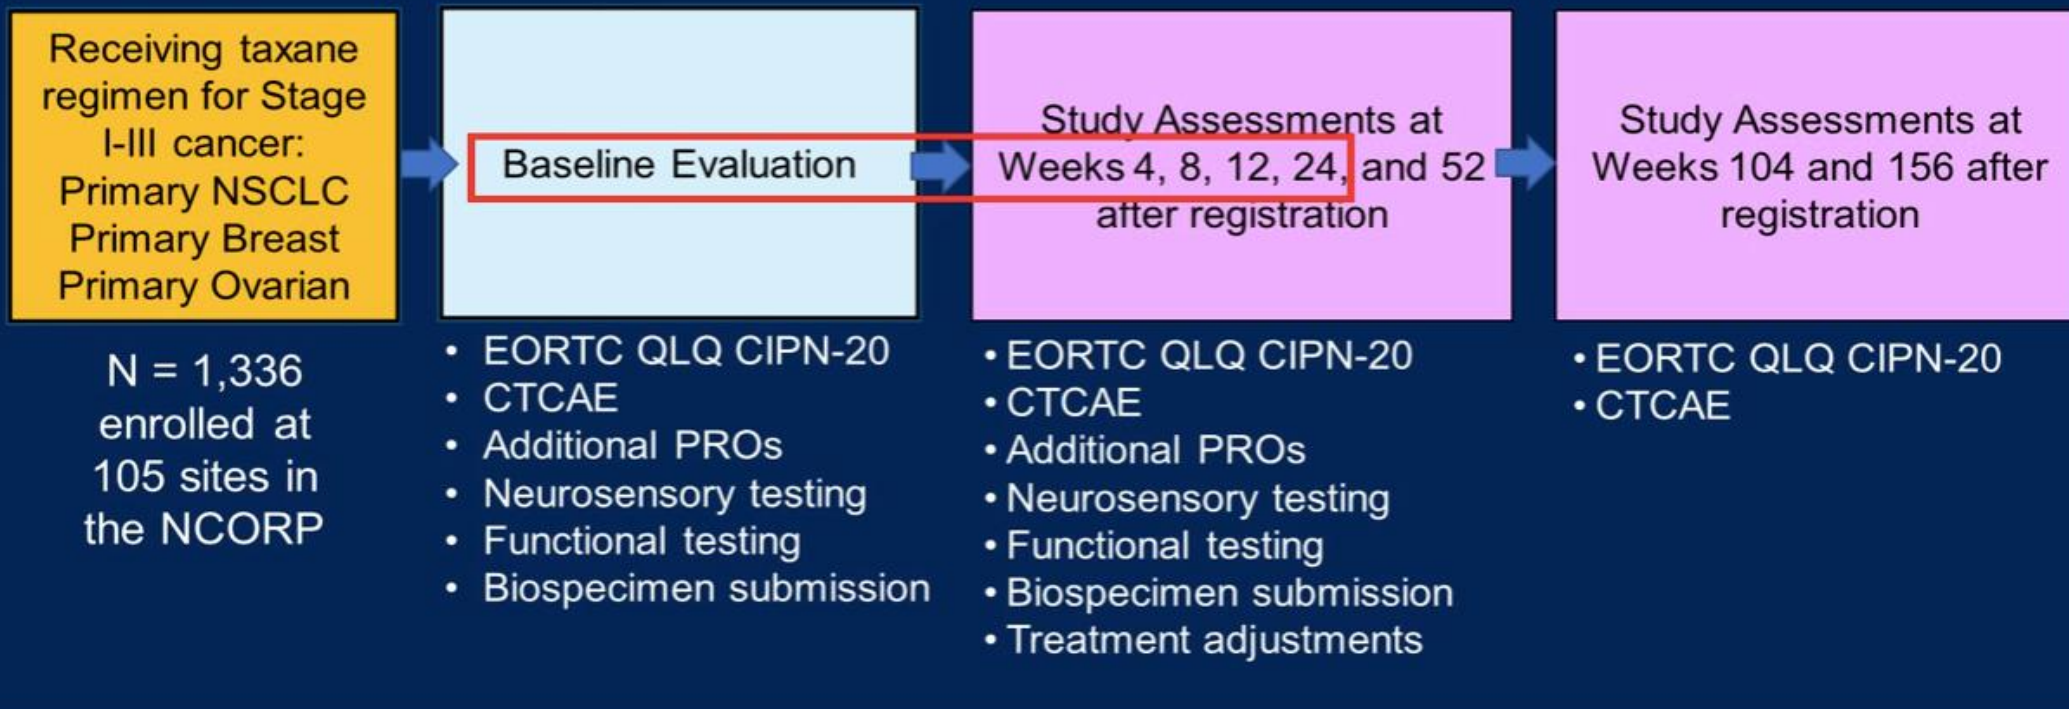 Receiving taxane
regimen for Stage
I-III cancer:
Primary NSCLC
Primary Breast
Primary Ovarian
N = 1,336
enrolled at
105 sites in
the NCORP
Baseline Evaluation
• EORTC QLQ CIPN-20
• CTCAE
• Additional PROs
• Neurosensory testing
• Functional testing
• Biospecimen submission
Study Assessments at
Weeks 4, 8, 12, 24, and 52
after registration
• EORTC QLQ CIPN-20
• CTCAE
• Additional PROs
• Neurosensory testing
• Functional testing
• Biospecimen submission
• Treatment adjustments
Study Assessments at
Weeks 104 and 156 after
registration
• EORTC QLQ CIPN-20
• CTCAE